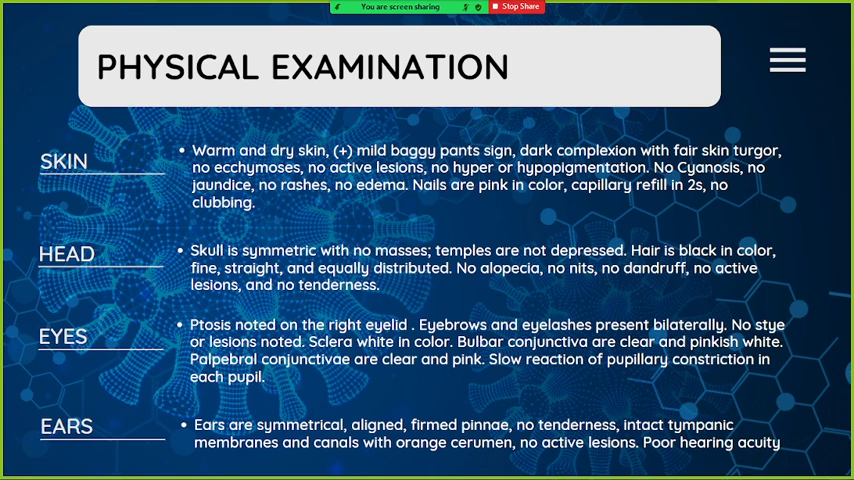 You are screen sharing
Stop Share
PHYSICAL EXAMINATION
SKIN
• Warm and dry skin, (+) mild baggy pants sign, dark complexion with fair skin turgor,
no ecchymoses, no active lesions, no hyper or hypopigmentation. No Cyanosis, no
jaundice, no rashes, no edema. Nails are pink in color, capillary refill in 2s, no
clubbing.
HEAD
• Skull is symmetric with no masses; temples are not depressed. Hair is black in color,
fine, straight, and equally distributed. No alopecia, no nits, no dandruff, no active
lesions, and no tenderness.
EYES
• Ptosis noted on the right eyelid . Eyebrows and eyelashes present bilaterally. No stye
or lesions noted. Sclera white in color. Bulbar conjunctiva are clear and pinkish white.
Palpebral conjunctivae are clear and pink. Slow reaction of pupillary constriction in
each pupil.
EARS
• Ears are symmetrical, aligned, firmed pinnae, no tenderness, intact tympanic
membranes and canals with orange cerumen, no active lesions. Poor hearing acuity